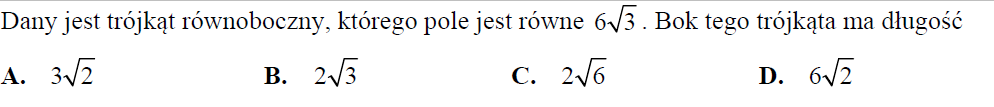 Dany jest trójkąt równoboczny, którego pole jest równe 6√3 . Bok tego trójkąta ma długość
A. 3√2 B. 2√3 C. 2√6 D. 6√2